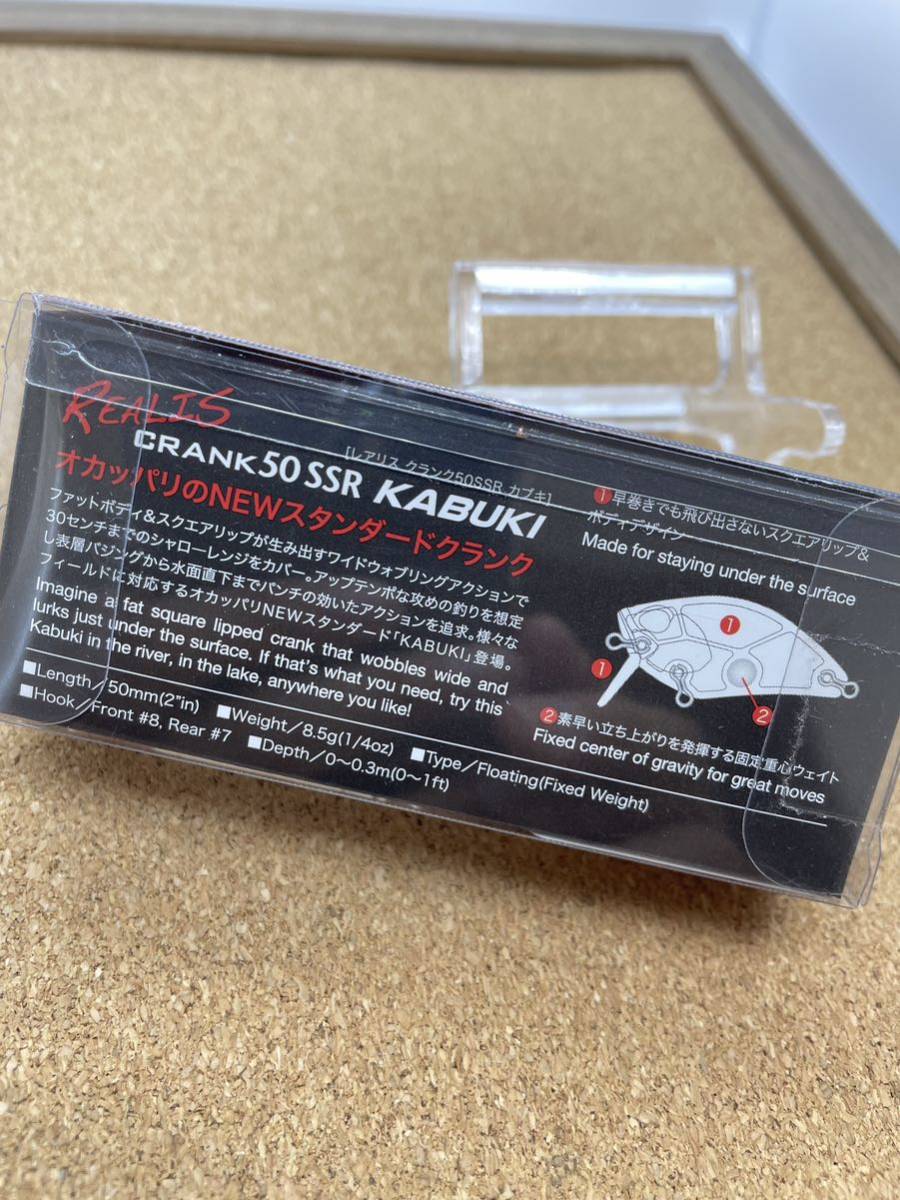 REALIS
CRANK50 SSR KABUKI
[レアリス クランク50SSR カブキ]
オカッパリのNEWスタンダードクランク
ファットボディ&スクエアリップが生み出すワイドウォブリングアクションで
30センチまでのシャローレンジをカバー。アップテンポな攻めの釣りを想定
し表層バジングから水面直下までパンチの効いたアクションを追求。様々な
フィールドに対応するオカッパリNEWスタンダード「KABUKI」登場。
Imagine a fat square lipped crank that wobbles wide and
lurks just under the surface. If that's what you need, try this
Kabuki in the river, in the lake, anywhere you like!
■Length／50mm(2"in) ■Weight／8.5g(1/4oz) ■Type／Floating(Fixed Weight)
■Hook／Front #8, Rear #7 ■Depth／0〜0.3m(0〜1ft)
1 早巻きでも飛び出さないスクエアリップ&
ボディデザイン
Made for staying under the surface
1
1
2
2 素早い立ち上がりを発揮する固定重心ウェイト
Fixed center of gravity for great moves